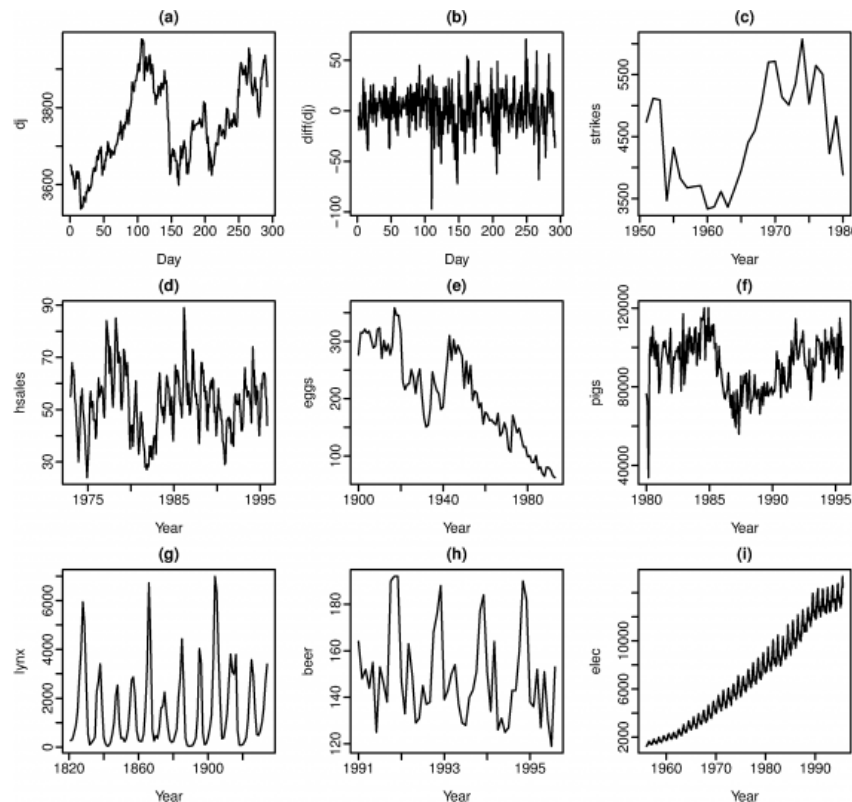 (a)
dj
3600
3800
0 50 100 150 200 250 300
Day
(b)
diff(dj)
−100
−50
0
50
0 50 100 150 200 250 300
Day
(c)
strikes
3500
4500
5500
1950 1960 1970 1980
Year
(d)
hsales
30
50
70
90
1975 1985 1995
Year
(e)
eggs
100
200
300
1900 1940 1980
Year
(f)
pigs
40000
80000
120000
1980 1985 1990 1995
Year
(g)
lynx
0
2000
4000
6000
1820 1860 1900
Year
(h)
beer
120
140
160
180
1991 1993 1995
Year
(i)
elec
2000
6000
10000
1960 1970 1980 1990
Year